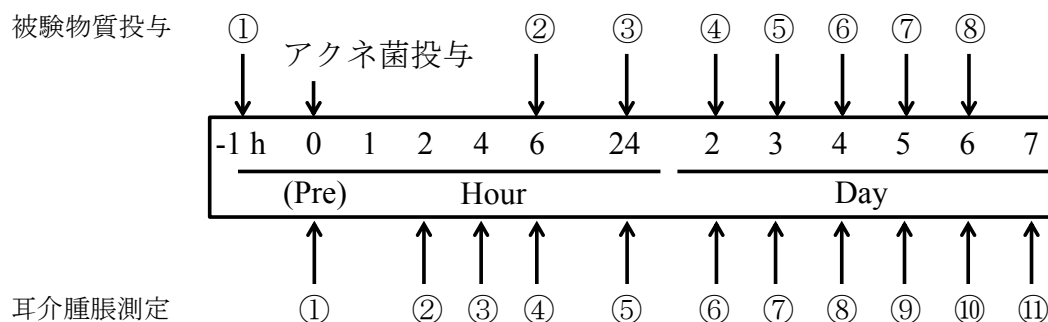 被験物質投与 ① ② ③ ④ ⑤ ⑥ ⑦ ⑧
アクネ菌投与
-1 h 0 1 2 4 6 24 2 3 4 5 6 7
(Pre) Hour Day
耳介腫脹測定 ① ② ③ ④ ⑤ ⑥ ⑦ ⑧ ⑨ ⑩ ⑪